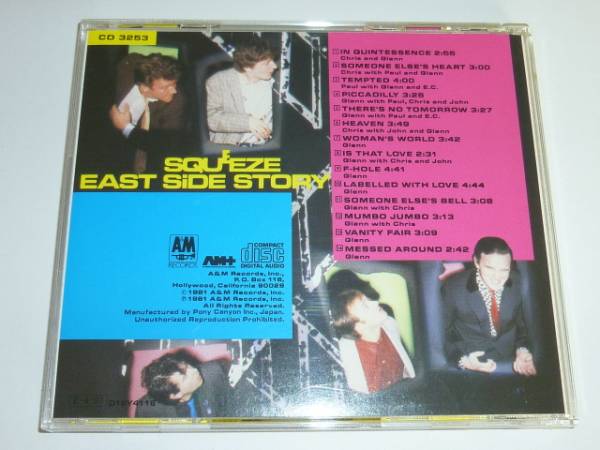 CD 3253
IN QUINTESSENCE 2:55
Chris and Glenn
SOMEONE ELSE'S HEART 3:00
Chris with Paul and Glenn
TEMPTED 4:00
Paul with Glenn and E.C.
PICCADILLY 3:26
Glenn with Paul, Chris and John
THERE'S NO TOMORROW 3:27
Glenn with Paul and E.C.
HEAVEN 3:49
Chris with John and Glenn
WOMAN'S WORLD 3:42
Glenn
IS THAT LOVE 2:31
Glenn with Chris and John
F-HOLE 4:41
Glenn
LABELLED WITH LOVE 4:44
Glenn
SOMEONE ELSE'S BELL 3:08
Glenn with Chris
MUMBO JUMBO 3:13
Glenn with Chris
VANITY FAIR 3:09
Glenn
MESSED AROUND 2:42
Glenn
SQUEEZE
EAST SiDE STORY
A&M
RECORDS
AM+
COMPACT
disc
DIGITAL AUDIO
A&M Records, Inc.,
P.O. Box 118,
Hollywood, California 90028
©1981 A&M Records, Inc.
℗1981 A&M Records, Inc.
All Rights Reserved.
Manufactured by Pony Canyon Inc., Japan.
Unauthorized Reproduction Prohibited.
D18Y4116